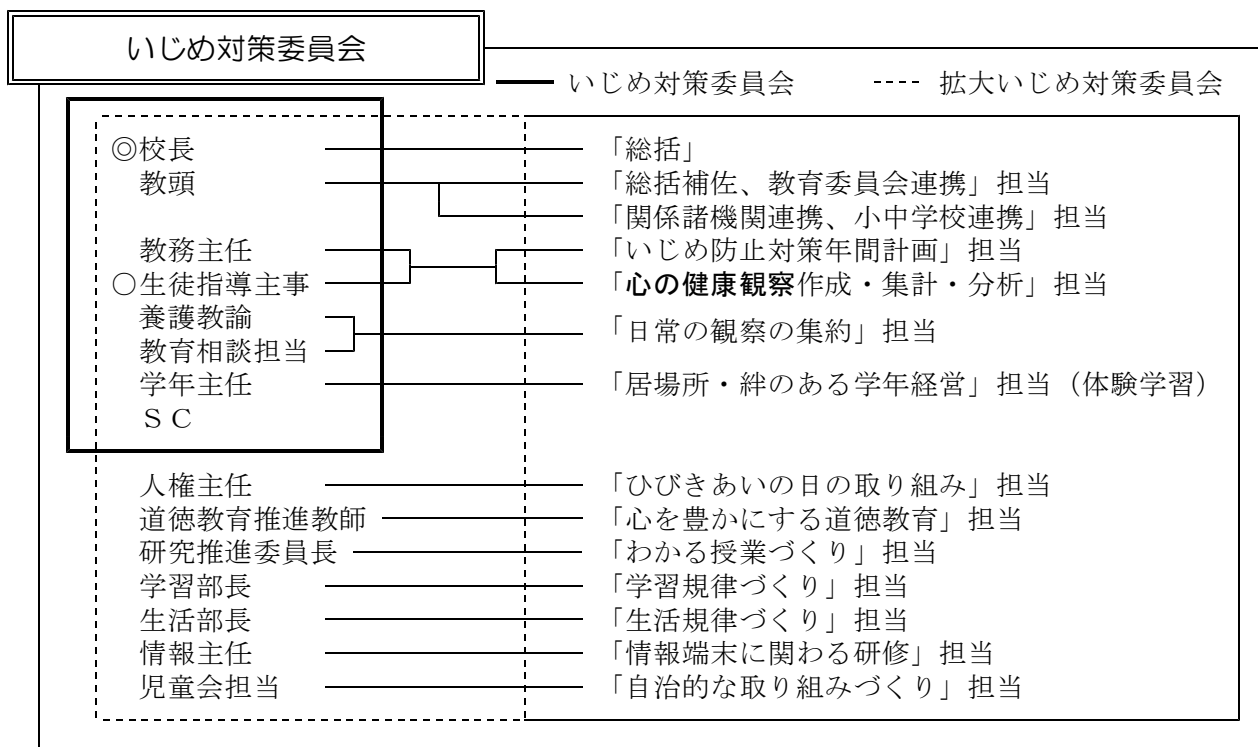 いじめ対策委員会
いじめ対策委員会 拡大いじめ対策委員会
◎校長 「総括」
教頭 「総括補佐、教育委員会連携」担当
「関係諸機関連携、小中学校連携」担当
教務主任 「いじめ防止対策年間計画」担当
○生徒指導主事 「心の健康観察作成・集計・分析」担当
養護教諭
「日常の観察の集約」担当
教育相談担当
学年主任 「居場所・絆のある学年経営」担当（体験学習）
ＳＣ
人権主任 「ひびきあいの日の取り組み」担当
道徳教育推進教師 「心を豊かにする道徳教育」担当
研究推進委員長 「わかる授業づくり」担当
学習部長 「学習規律づくり」担当
生活部長 「生活規律づくり」担当
情報主任 「情報端末に関わる研修」担当
児童会担当 「自治的な取り組みづくり」担当